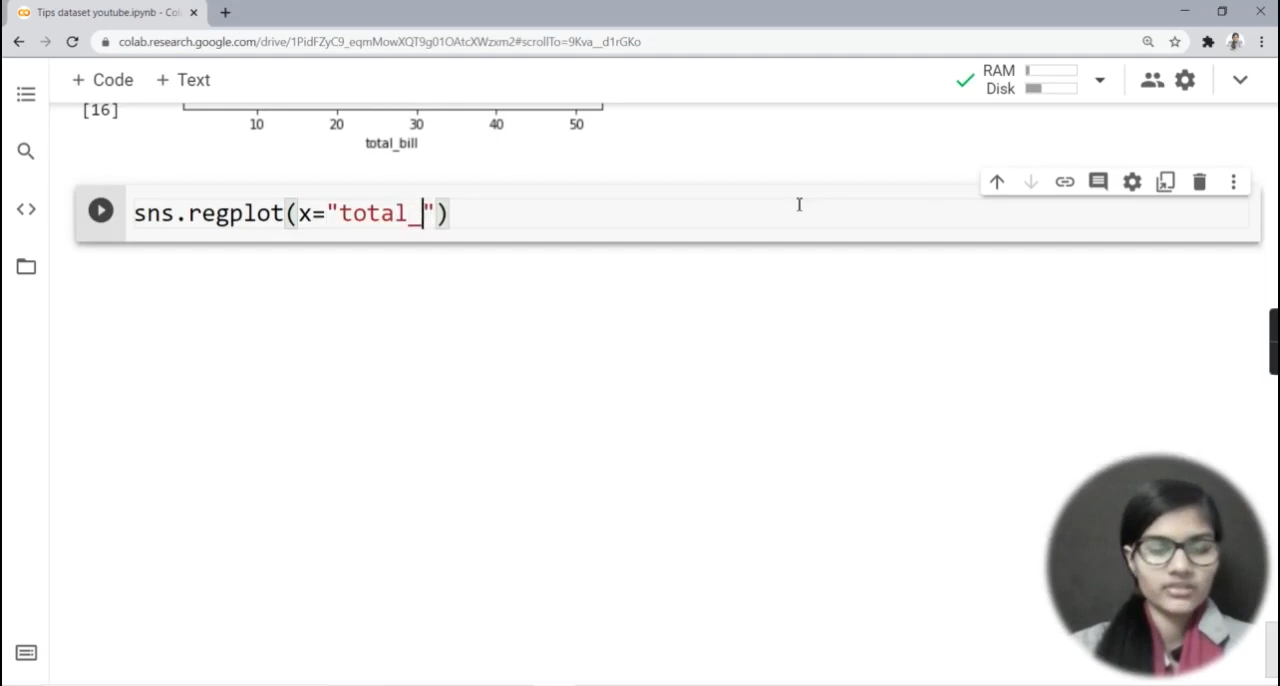 Tips dataset youtube.ipynb - Co
colab.research.google.com/drive/1PidFZyC9_eqmMowXQT9g01OAtcXWzxm2#scrollTo=9Kva__d1rGKo
+ Code + Text
RAM
Disk
[16]
10 20 30 40 50
total_bill
sns.regplot(x="total_")